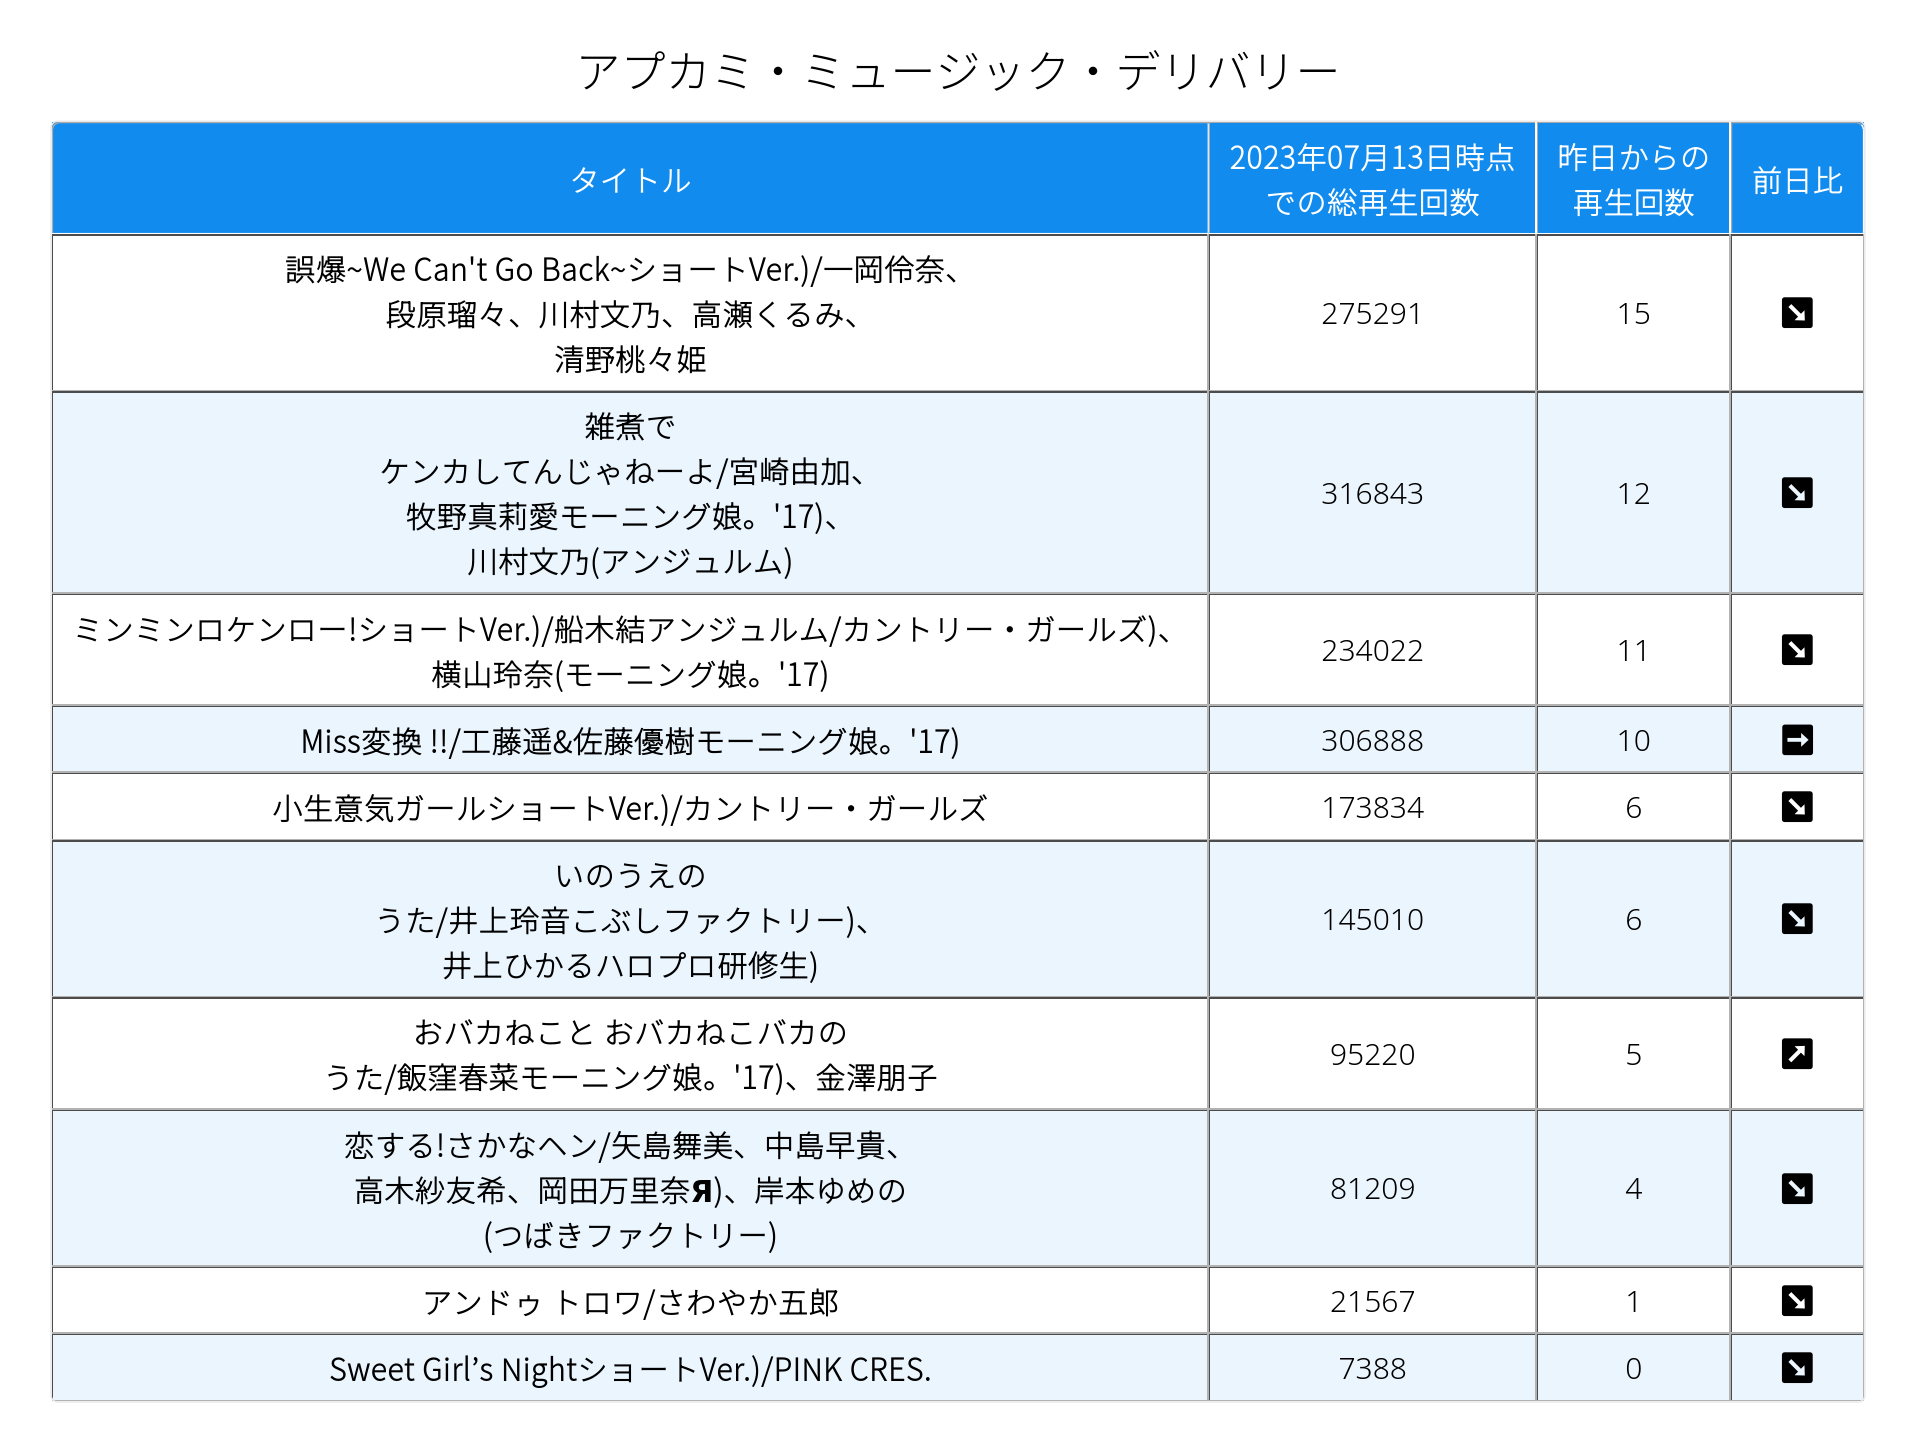 アプカミ・ミュージック・デリバリー
タイトル
2023年07月13日時点
での総再生回数
昨日からの
再生回数
前日比
誤爆~We Can't Go Back~ショートVer.)/一岡伶奈、
段原瑠々、川村文乃、高瀬くるみ、
清野桃々姫
275291
15
↘
雑煮で
ケンカしてんじゃねーよ/宮崎由加、
牧野真莉愛モーニング娘。'17)、
川村文乃(アンジュルム)
316843
12
↘
ミンミンロケンロー!ショートVer.)/船木結アンジュルム/カントリー・ガールズ)、
横山玲奈(モーニング娘。'17)
234022
11
↘
Miss変換 !!/工藤遥&佐藤優樹モーニング娘。'17)
306888
10
→
小生意気ガールショートVer.)/カントリー・ガールズ
173834
6
↘
いのうえの
うた/井上玲音こぶしファクトリー)、
井上ひかるハロプロ研修生)
145010
6
↘
おバカねこと おバカねこバカの
うた/飯窪春菜モーニング娘。'17)、金澤朋子
95220
5
↗
恋する!さかなヘン/矢島舞美、中島早貴、
高木紗友希、岡田万里奈Я)、岸本ゆめの
(つばきファクトリー)
81209
4
↘
アンドゥ トロワ/さわやか五郎
21567
1
↘
Sweet Girl’s NightショートVer.)/PINK CRES.
7388
0
↘